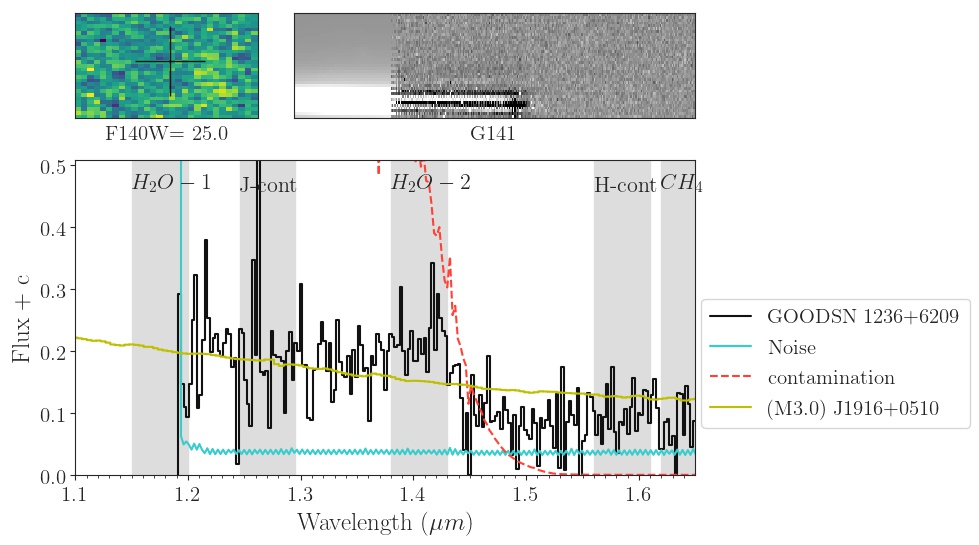 F140W= 25.0
G141
H₂O − 1
J-cont
H₂O − 2
H-cont
CH₄
0.5
0.4
0.3
0.2
0.1
0.0
Flux + c
1.1
1.2
1.3
1.4
1.5
1.6
Wavelength (μm)
GOODSN 1236+6209
Noise
contamination
(M3.0) J1916+0510